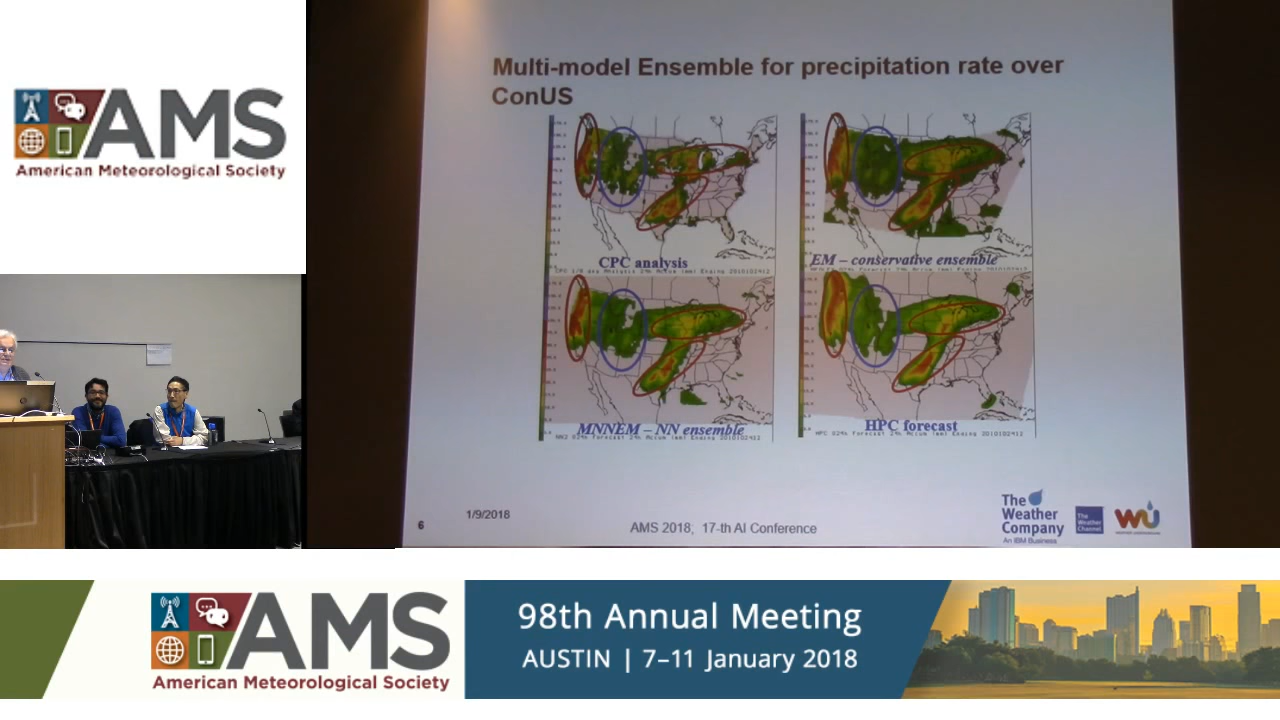 AMS
American Meteorological Society
Multi-model Ensemble for precipitation rate over
ConUS
CPC analysis
EM – conservative ensemble
MNNEM – NN ensemble
HPC forecast
6
1/9/2018
AMS 2018, 17-th AI Conference
The
Weather
Company
An IBM Business
The
Weather
Channel
WU
AMS
American Meteorological Society
98th Annual Meeting
AUSTIN | 7–11 January 2018